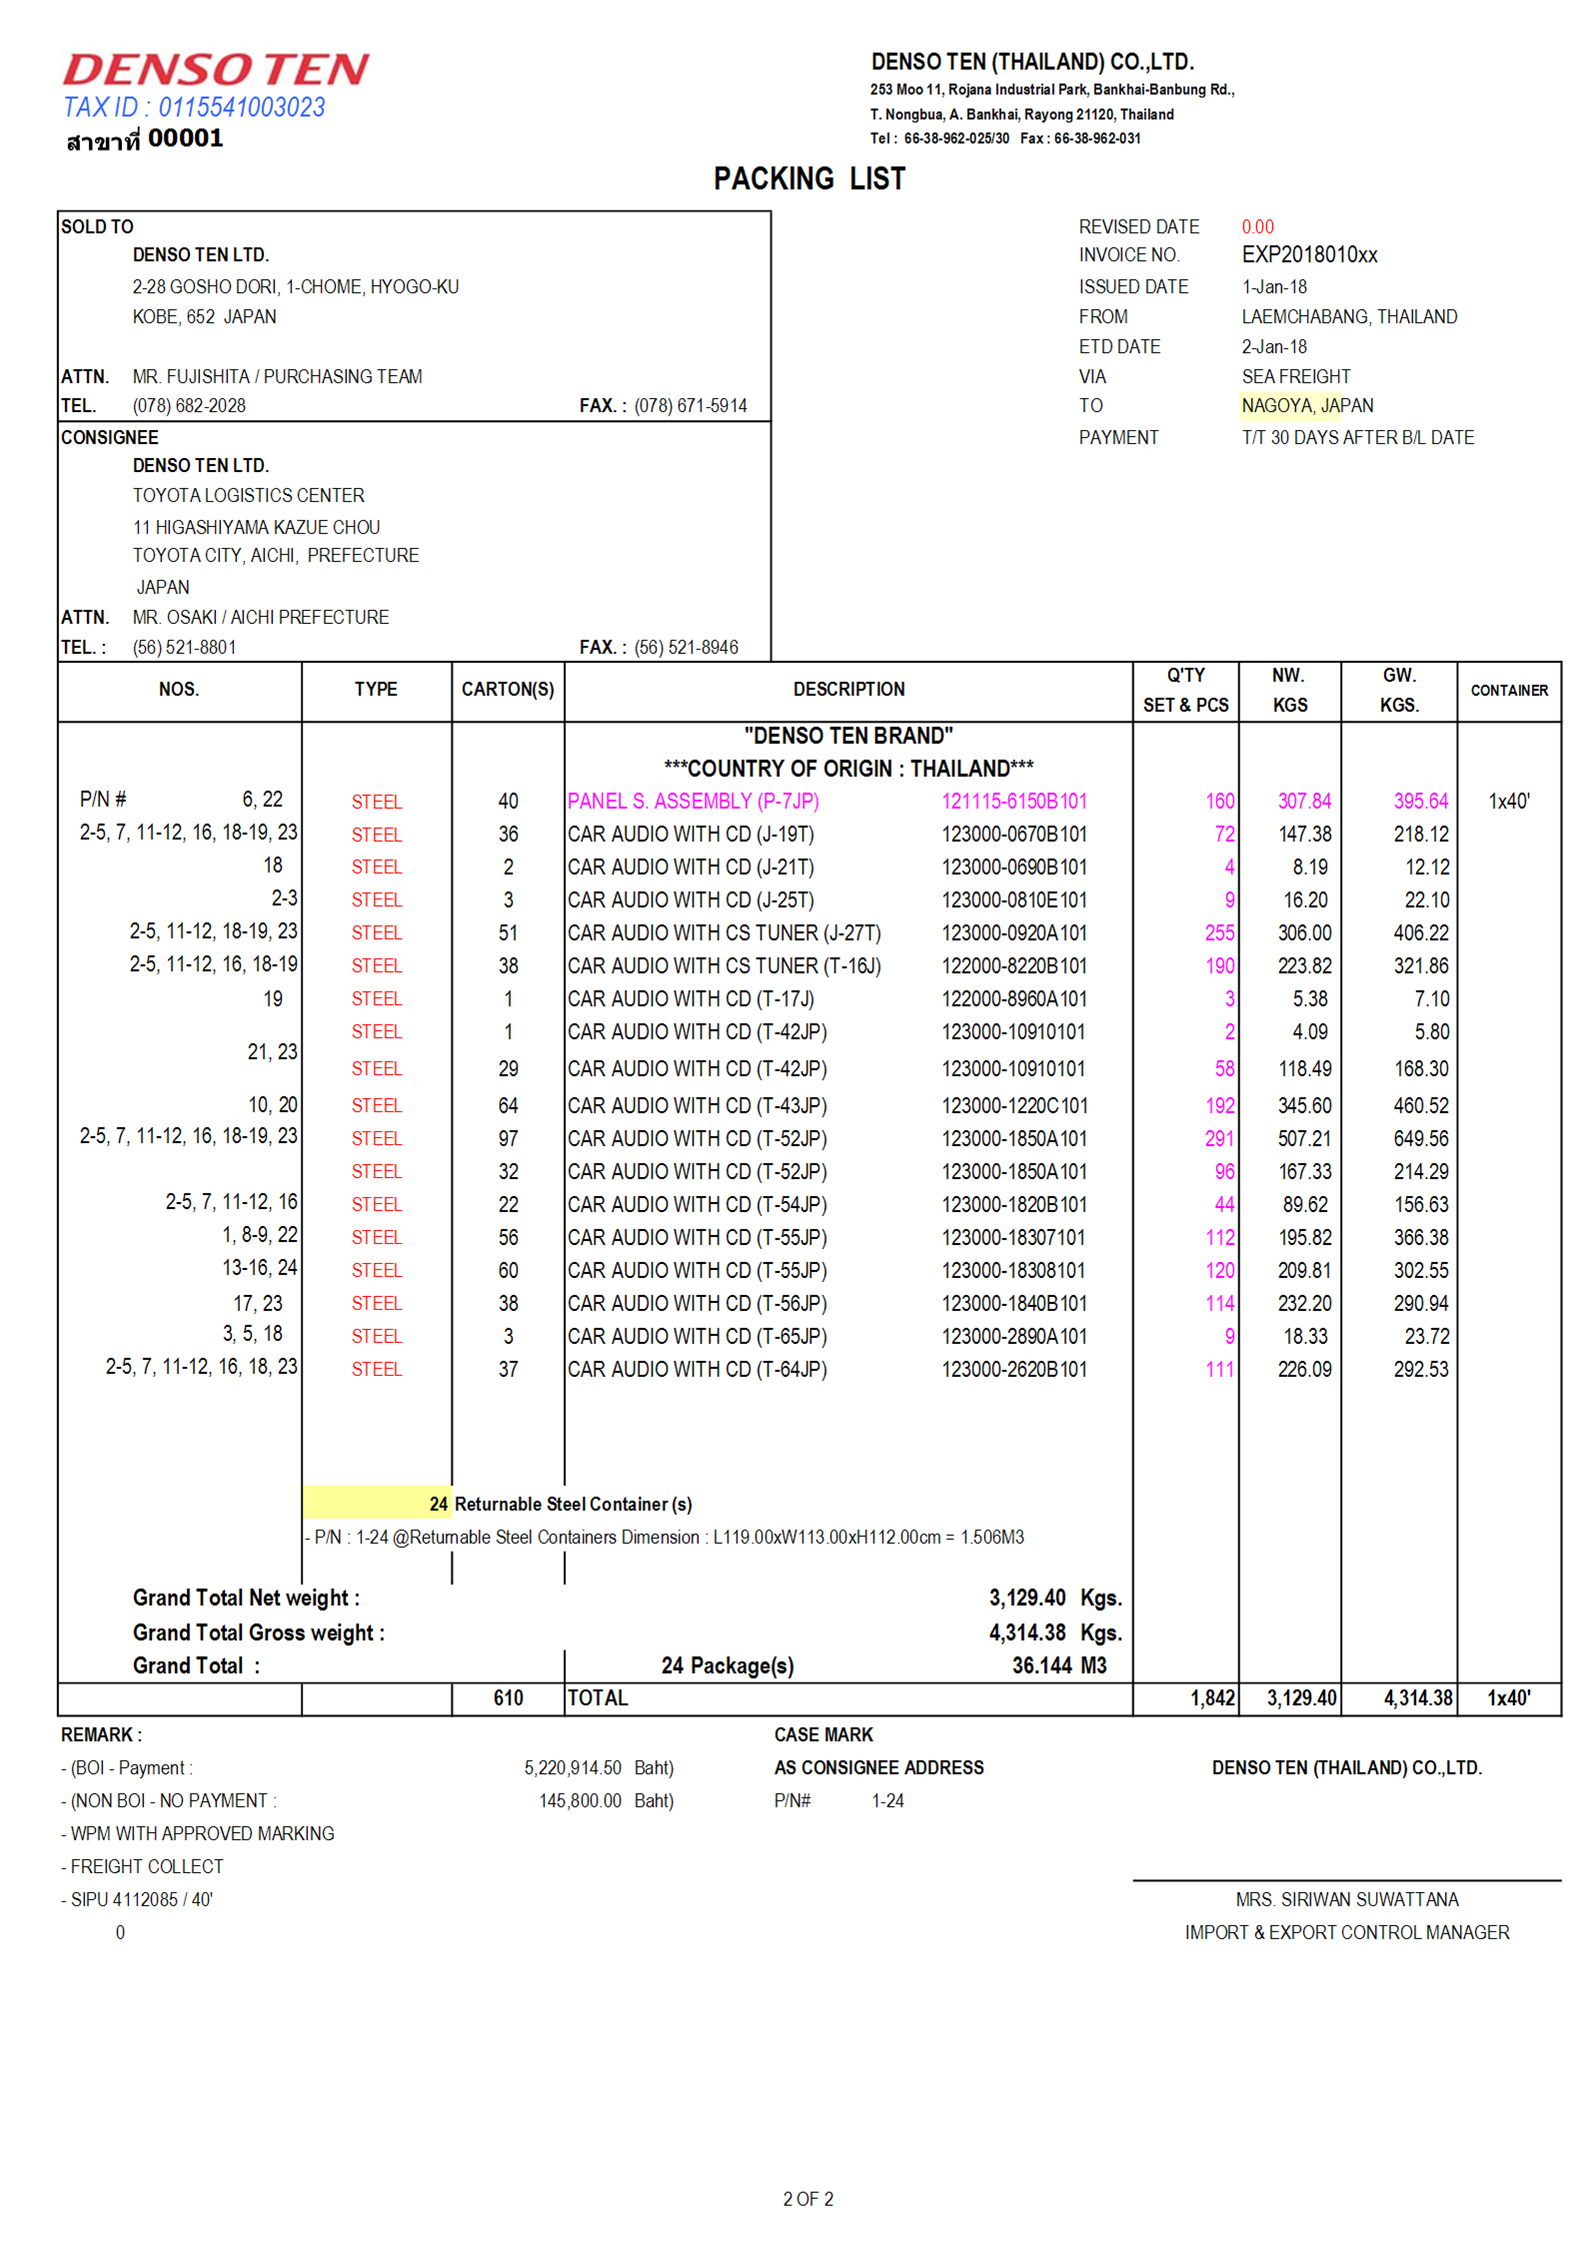 DENSO TEN
TAX ID : 0115541003023
สาขาที่ 00001
DENSO TEN (THAILAND) CO.,LTD.
253 Moo 11, Rojana Industrial Park, Bankhai-Banbung Rd.,
T. Nongbua, A. Bankhai, Rayong 21120, Thailand
Tel : 66-38-962-025/30 Fax : 66-38-962-031
PACKING LIST
SOLD TO
DENSO TEN LTD.
2-28 GOSHO DORI, 1-CHOME, HYOGO-KU
KOBE, 652 JAPAN
ATTN. MR. FUJISHITA / PURCHASING TEAM
TEL. (078) 682-2028 FAX. : (078) 671-5914
REVISED DATE 0.00
INVOICE NO. EXP2018010xx
ISSUED DATE 1-Jan-18
FROM LAEMCHABANG, THAILAND
ETD DATE 2-Jan-18
VIA SEA FREIGHT
TO NAGOYA, JAPAN
PAYMENT T/T 30 DAYS AFTER B/L DATE
CONSIGNEE
DENSO TEN LTD.
TOYOTA LOGISTICS CENTER
11 HIGASHIYAMA KAZUE CHOU
TOYOTA CITY, AICHI, PREFECTURE
JAPAN
ATTN. MR. OSAKI / AICHI PREFECTURE
TEL. : (56) 521-8801 FAX. : (56) 521-8946
NOS. TYPE CARTON(S) DESCRIPTION Q'TY SET & PCS NW. KGS GW. KGS. CONTAINER
"DENSO TEN BRAND"
***COUNTRY OF ORIGIN : THAILAND***
P/N # 6, 22 STEEL 40 PANEL S. ASSEMBLY (P-7JP) 121115-6150B101 160 307.84 395.64 1x40'
2-5, 7, 11-12, 16, 18-19, 23 STEEL 36 CAR AUDIO WITH CD (J-19T) 123000-0670B101 72 147.38 218.12
18 STEEL 2 CAR AUDIO WITH CD (J-21T) 123000-0690B101 4 8.19 12.12
2-3 STEEL 3 CAR AUDIO WITH CD (J-25T) 123000-0810E101 9 16.20 22.10
2-5, 11-12, 18-19, 23 STEEL 51 CAR AUDIO WITH CS TUNER (J-27T) 123000-0920A101 255 306.00 406.22
2-5, 11-12, 16, 18-19 STEEL 38 CAR AUDIO WITH CS TUNER (T-16J) 122000-8220B101 190 223.82 321.86
19 STEEL 1 CAR AUDIO WITH CD (T-17J) 122000-8960A101 3 5.38 7.10
STEEL 1 CAR AUDIO WITH CD (T-42JP) 123000-10910101 2 4.09 5.80
21, 23 STEEL 29 CAR AUDIO WITH CD (T-42JP) 123000-10910101 58 118.49 168.30
10, 20 STEEL 64 CAR AUDIO WITH CD (T-43JP) 123000-1220C101 192 345.60 460.52
2-5, 7, 11-12, 16, 18-19, 23 STEEL 97 CAR AUDIO WITH CD (T-52JP) 123000-1850A101 291 507.21 649.56
STEEL 32 CAR AUDIO WITH CD (T-52JP) 123000-1850A101 96 167.33 214.29
2-5, 7, 11-12, 16 STEEL 22 CAR AUDIO WITH CD (T-54JP) 123000-1820B101 44 89.62 156.63
1, 8-9, 22 STEEL 56 CAR AUDIO WITH CD (T-55JP) 123000-18307101 112 195.82 366.38
13-16, 24 STEEL 60 CAR AUDIO WITH CD (T-55JP) 123000-18308101 120 209.81 302.55
17, 23 STEEL 38 CAR AUDIO WITH CD (T-56JP) 123000-1840B101 114 232.20 290.94
3, 5, 18 STEEL 3 CAR AUDIO WITH CD (T-65JP) 123000-2890A101 9 18.33 23.72
2-5, 7, 11-12, 16, 18, 23 STEEL 37 CAR AUDIO WITH CD (T-64JP) 123000-2620B101 111 226.09 292.53
24 Returnable Steel Container (s)
- P/N : 1-24 @Returnable Steel Containers Dimension : L119.00xW113.00xH112.00cm = 1.506M3
Grand Total Net weight : 3,129.40 Kgs.
Grand Total Gross weight : 4,314.38 Kgs.
Grand Total : 24 Package(s) 36.144 M3
610 TOTAL 1,842 3,129.40 4,314.38 1x40'
REMARK :
- (BOI - Payment : 5,220,914.50 Baht)
- (NON BOI - NO PAYMENT : 145,800.00 Baht)
- WPM WITH APPROVED MARKING
- FREIGHT COLLECT
- SIPU 4112085 / 40'
0
CASE MARK
AS CONSIGNEE ADDRESS
P/N# 1-24
DENSO TEN (THAILAND) CO.,LTD.
MRS. SIRIWAN SUWATTANA
IMPORT & EXPORT CONTROL MANAGER
2 OF 2